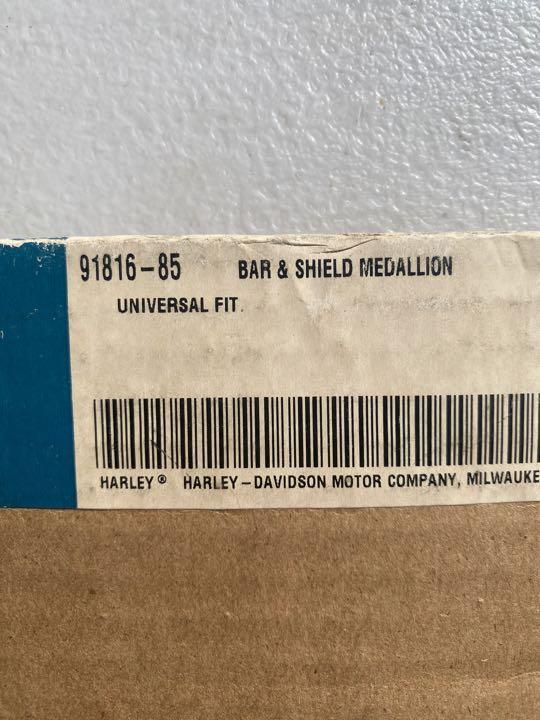 91816-85 BAR & SHIELD MEDALLION
UNIVERSAL FIT.
HARLEY® HARLEY-DAVIDSON MOTOR COMPANY, MILWAUKE